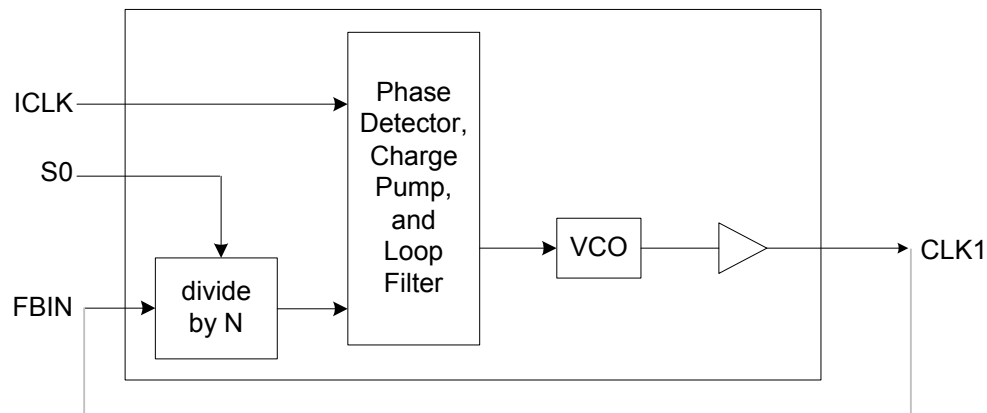 ICLK
S0
FBIN
divide
by N
Phase
Detector,
Charge
Pump,
and
Loop
Filter
VCO
CLK1